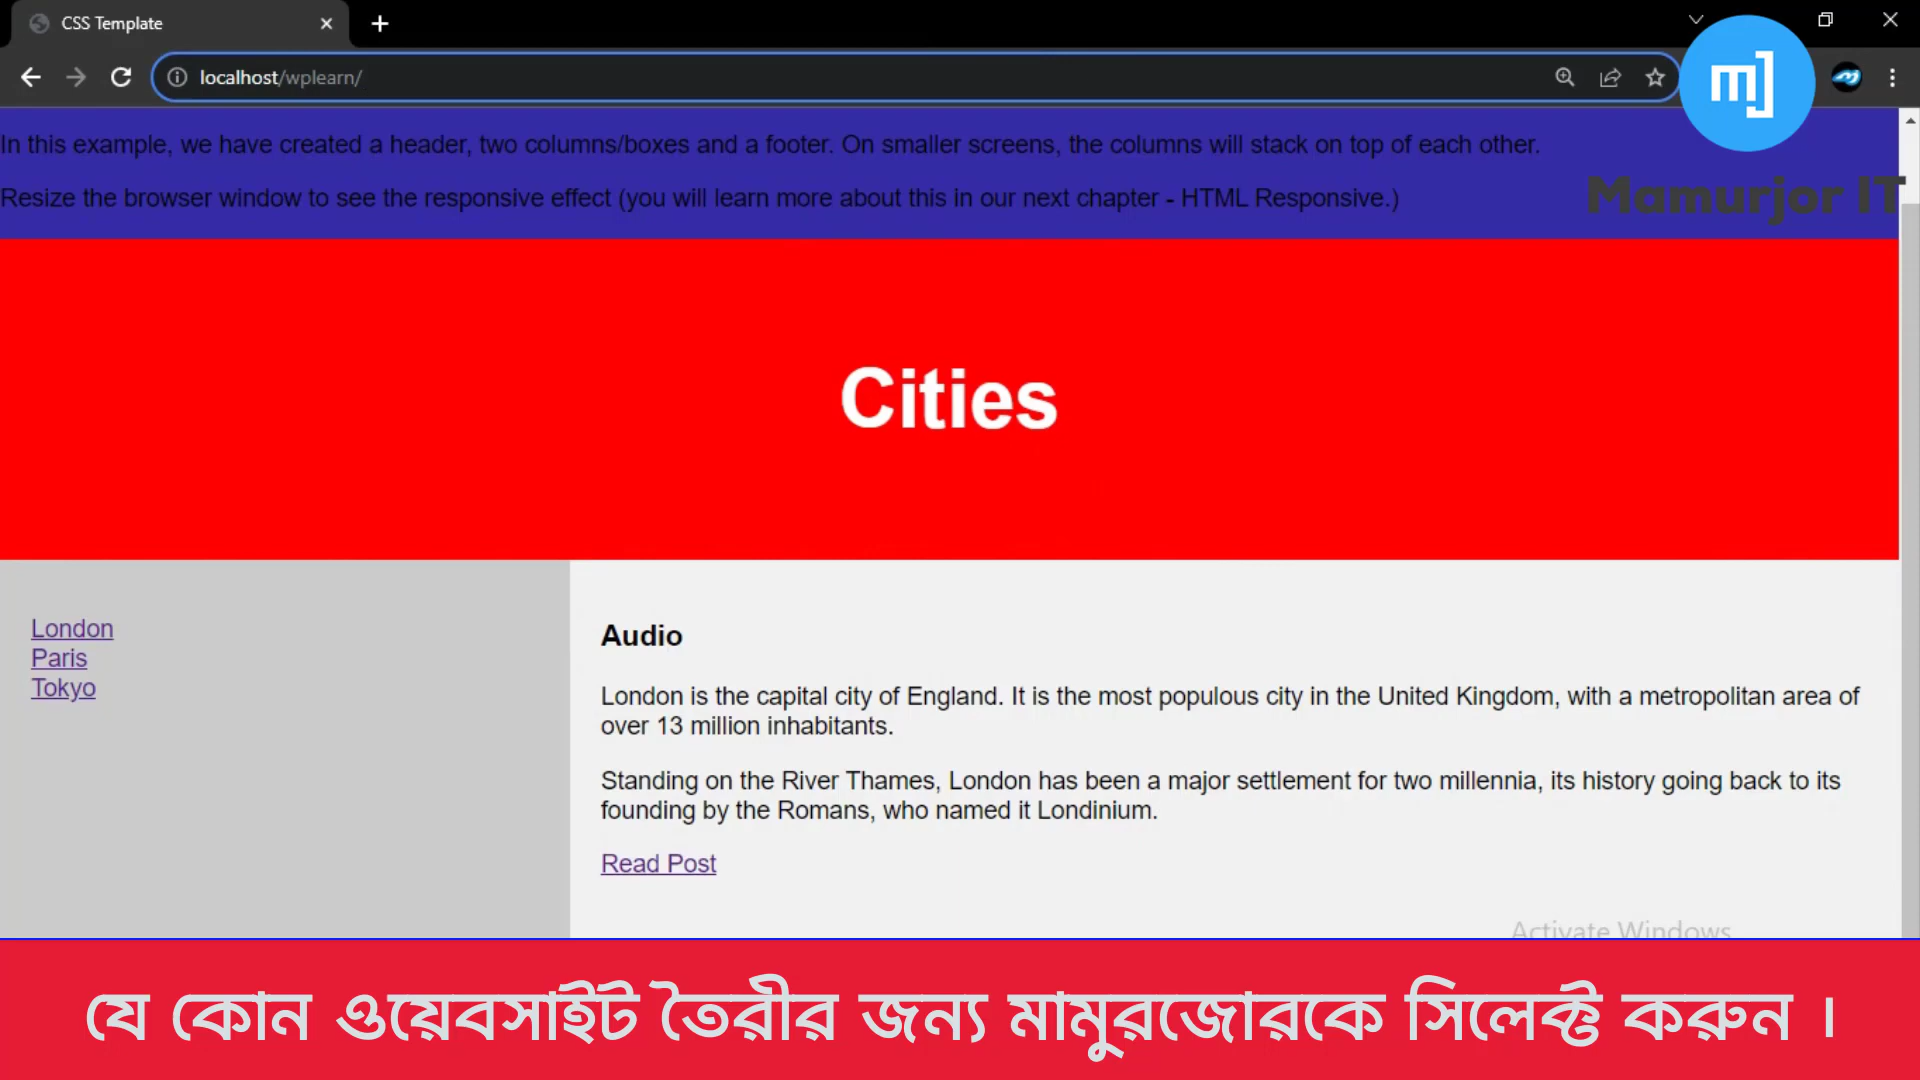 CSS Template
localhost/wplearn/
mJ
Mamurjor IT
In this example, we have created a header, two columns/boxes and a footer. On smaller screens, the columns will stack on top of each other.
Resize the browser window to see the responsive effect (you will learn more about this in our next chapter - HTML Responsive.)
Cities
London
Paris
Tokyo
Audio
London is the capital city of England. It is the most populous city in the United Kingdom, with a metropolitan area of
over 13 million inhabitants.
Standing on the River Thames, London has been a major settlement for two millennia, its history going back to its
founding by the Romans, who named it Londinium.
Read Post
Activate Windows
যে কোন ওয়েবসাইট তৈরীর জন্য মামুরজোরকে সিলেক্ট করুন ।